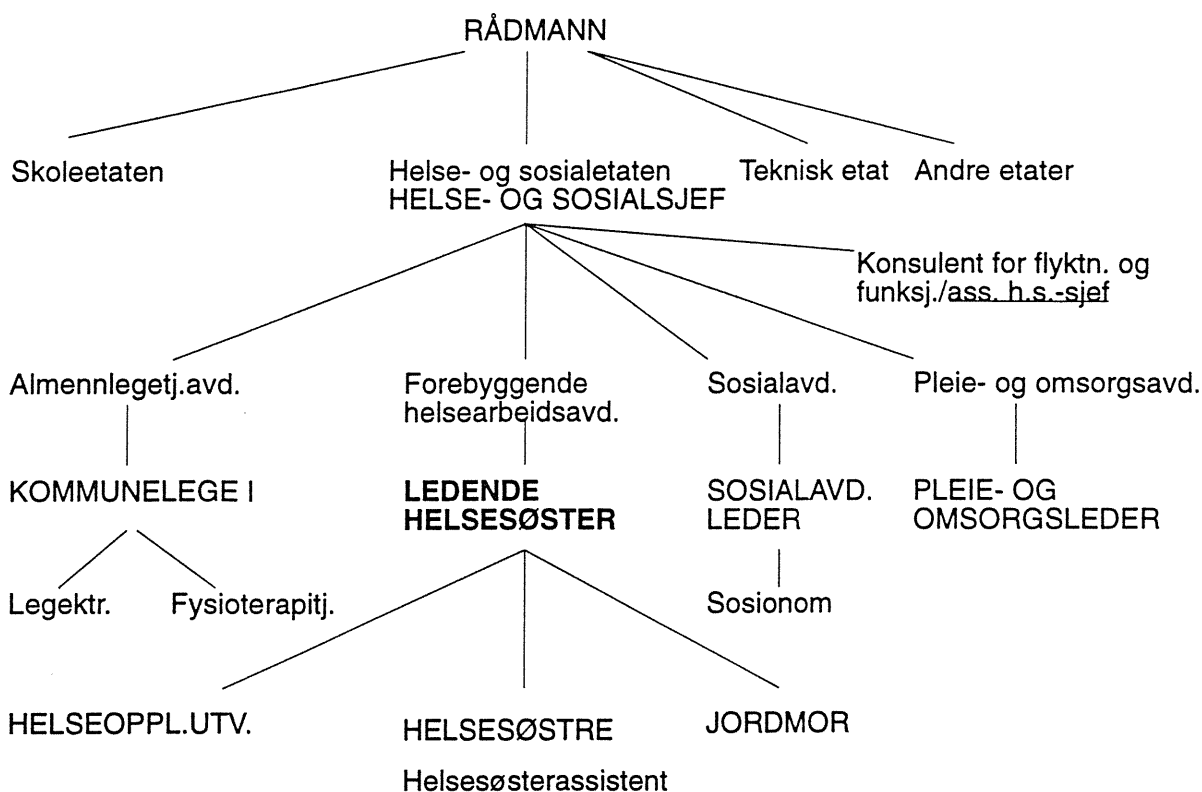 RÅDMANN
Skoleetaten
Helse- og sosialetaten
HELSE- OG SOSIALSJEF
Teknisk etat
Andre etater
Konsulent for flyktn. og
funksj./ass. h.s.-sjef
Almennlegetj.avd.
Forebyggende
helsearbeidsavd.
Sosialavd.
Pleie- og omsorgsavd.
KOMMUNELEGE I
LEDENDE
HELSESØSTER
SOSIALAVD.
LEDER
PLEIE- OG
OMSORGSLEDER
Legektr.
Fysioterapitj.
Sosionom
HELSEOPPL.UTV.
HELSESØSTRE
JORDMOR
Helsesøsterassistent